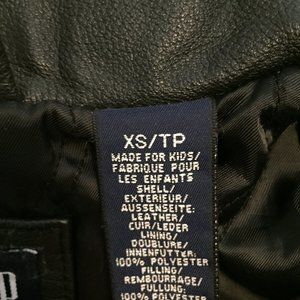 XS/TP
MADE FOR KIDS/
FABRIQUE POUR
LES ENFANTS
SHELL/
EXTERIEUR/
AUSSENSEITE:
LEATHER/
CUIR/LEDER
LINING/
DOUBLURE/
INNENFUTTER:
100% POLYESTER
FILLING/
REMBOURRAGE/
FULLUNG:
100% POLYESTER